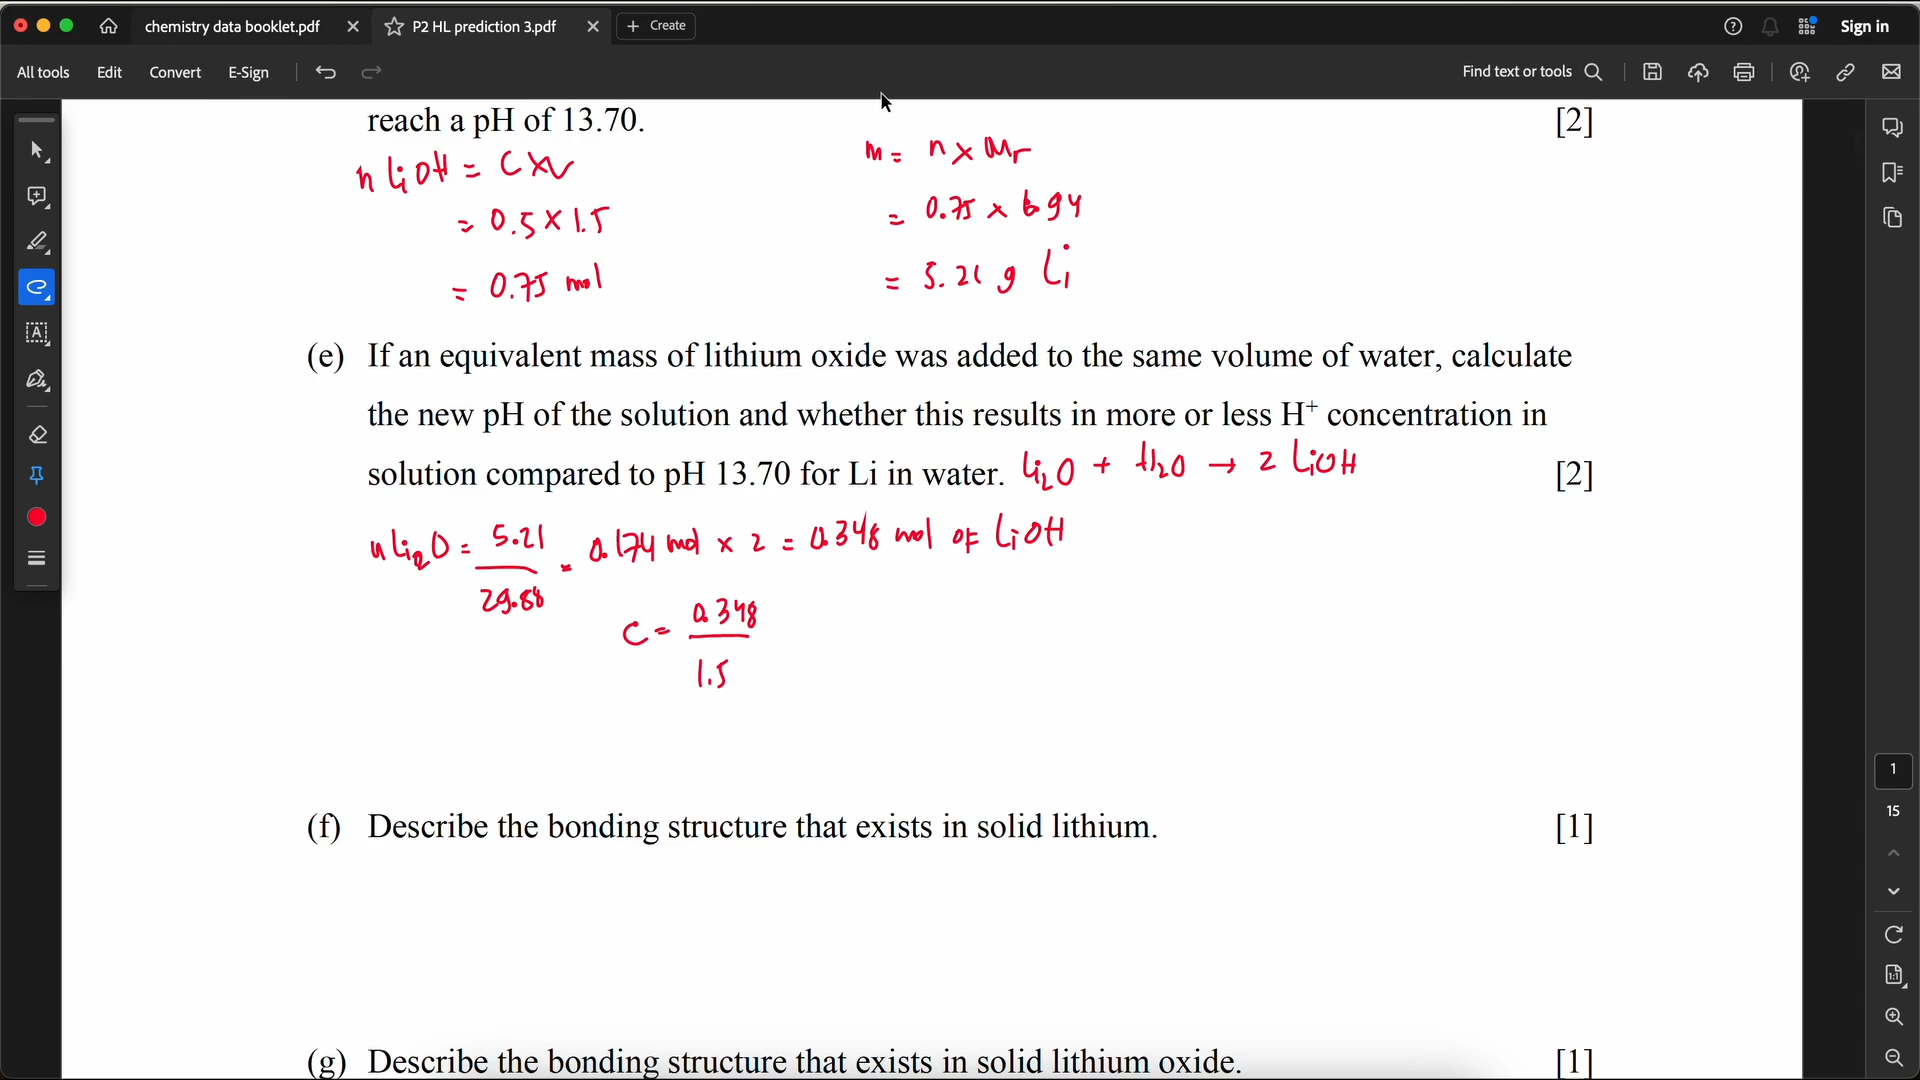 chemistry data booklet.pdf
P2 HL prediction 3.pdf
Create
Sign in
All tools Edit Convert E-Sign
Find text or tools
reach a pH of 13.70. [2]
n LiOH = C x V
= 0.5 x 1.5
= 0.75 mol
m = n x Mr
= 0.75 x 6.94
= 5.21 g Li
(e) If an equivalent mass of lithium oxide was added to the same volume of water, calculate
the new pH of the solution and whether this results in more or less H⁺ concentration in
solution compared to pH 13.70 for Li in water. [2]
Li₂O + H₂O → 2 LiOH
n Li₂O = 5.21 / 29.88 = 0.174 mol x 2 = 0.348 mol of LiOH
C = 0.348 / 1.5
(f) Describe the bonding structure that exists in solid lithium. [1]
(g) Describe the bonding structure that exists in solid lithium oxide. [1]
1
15